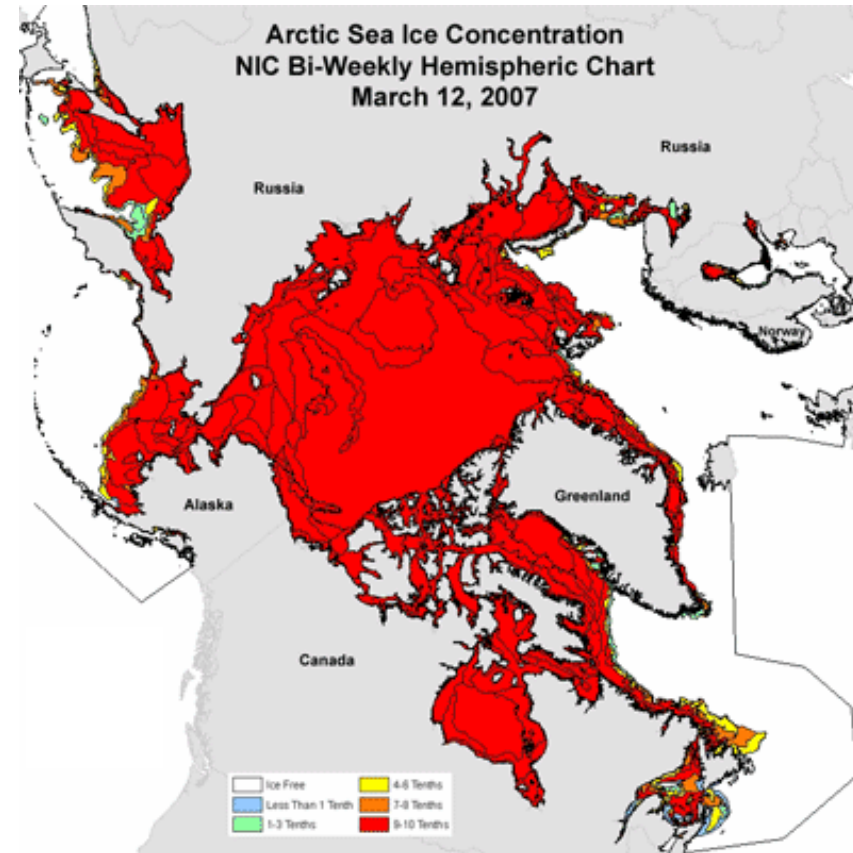 Arctic Sea Ice Concentration
NIC Bi-Weekly Hemispheric Chart
March 12, 2007
Russia
Russia
Norway
Alaska
Greenland
Canada
Ice Free
Less Than 1 Tenth
1-3 Tenths
4-6 Tenths
7-8 Tenths
9-10 Tenths